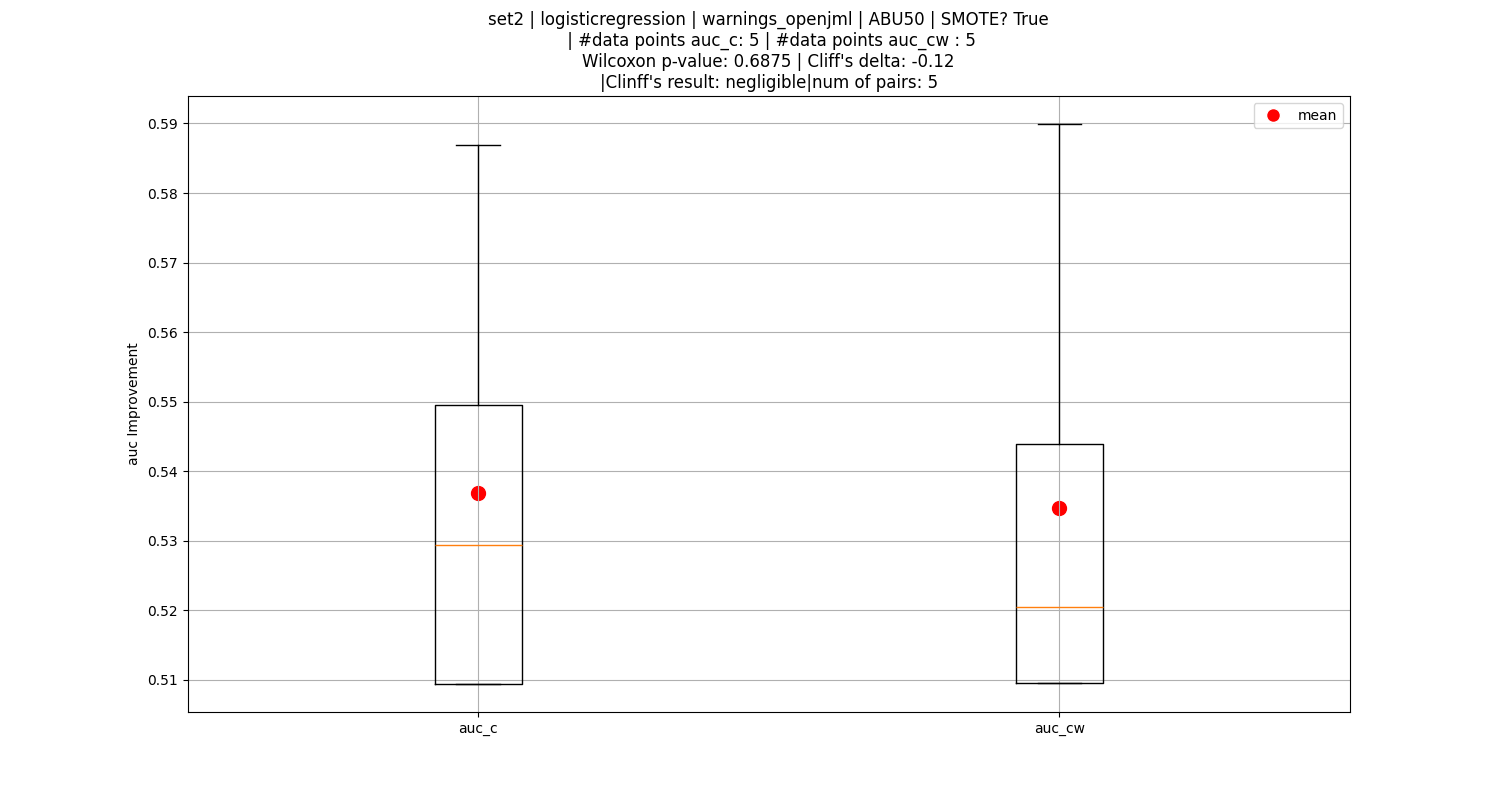 set2 | logisticregression | warnings_openjml | ABU50 | SMOTE? True
| #data points auc_c: 5 | #data points auc_cw : 5
Wilcoxon p-value: 0.6875 | Cliff's delta: -0.12
|Clinff's result: negligible|num of pairs: 5
mean
0.59
0.58
0.57
0.56
0.55
0.54
0.53
0.52
0.51
auc Improvement
auc_c
auc_cw